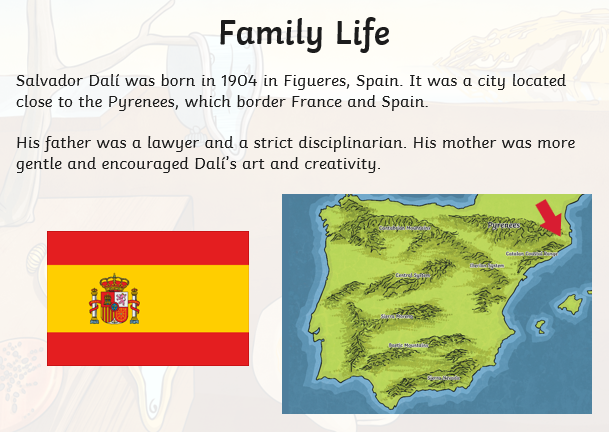 Family Life
Salvador Dalí was born in 1904 in Figueres, Spain. It was a city located
close to the Pyrenees, which border France and Spain.
His father was a lawyer and a strict disciplinarian. His mother was more
gentle and encouraged Dalí's art and creativity.
Pyrenees
Central System